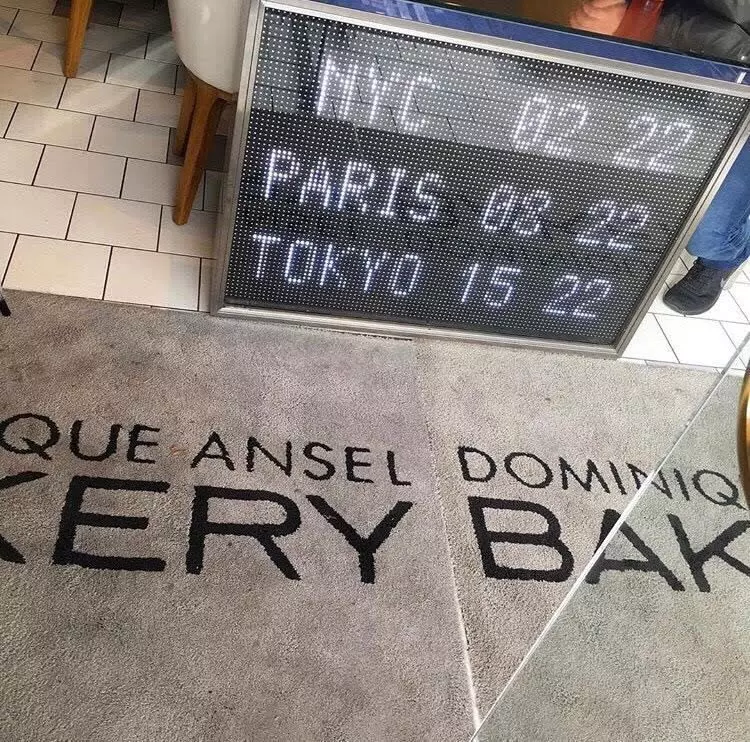 NYC 02 22
PARIS 08 22
TOKYO 15 22
QUE ANSEL DOMINIQ
KERY BAK